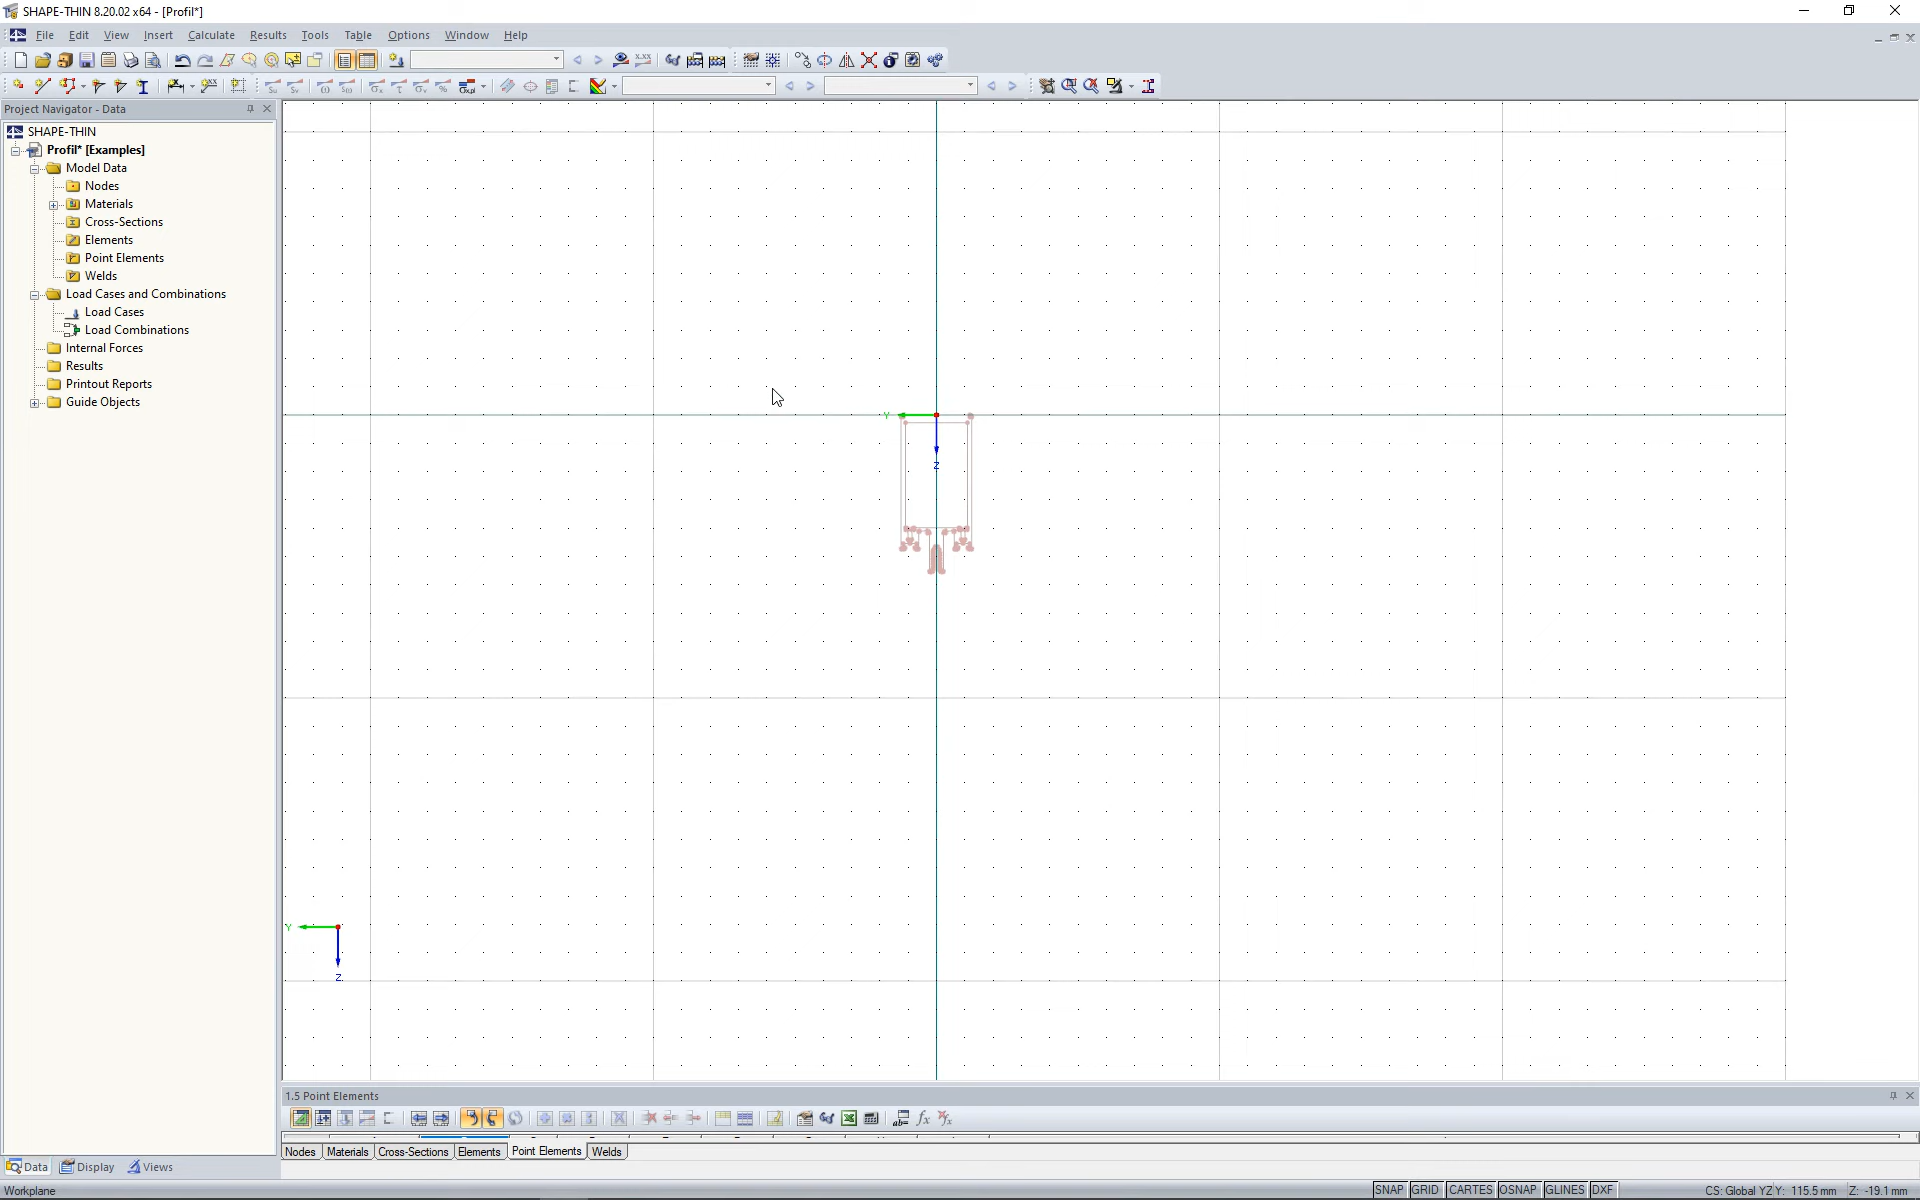 SHAPE-THIN 8.20.02 x64 - [Profil*]
File Edit View Insert Calculate Results Tools Table Options Window Help
x.xx
Project Navigator - Data
SHAPE-THIN
Profil* [Examples]
Model Data
Nodes
Materials
Cross-Sections
Elements
Point Elements
Welds
Load Cases and Combinations
Load Cases
Load Combinations
Internal Forces
Results
Printout Reports
Guide Objects
Y
Z
Y
Z
1.5 Point Elements
Nodes Materials Cross-Sections Elements Point Elements Welds
Data Display Views
Workplane
SNAP GRID CARTES OSNAP GLINES DXF CS: Global YZ Y: 115.5 mm Z: -19.1 mm